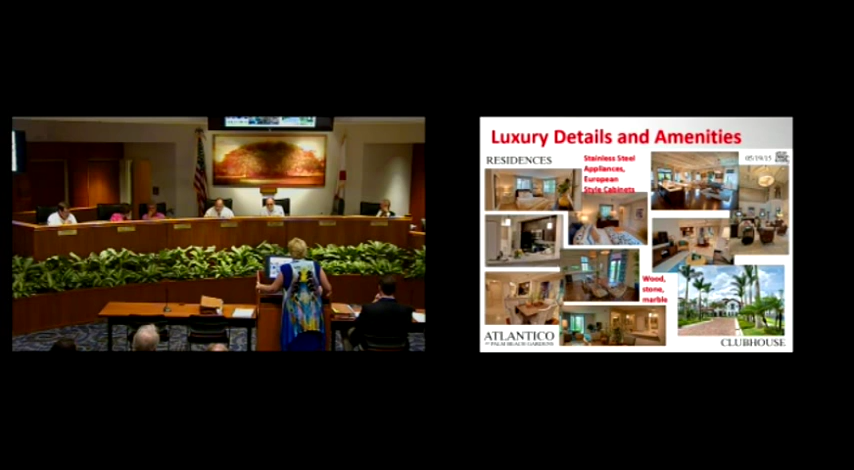 Luxury Details and Amenities
RESIDENCES
Stainless Steel
Appliances,
European
Style Cabinets
05/19/15
Wood,
stone,
marble
ATLANTICO
AT PALM BEACH GARDENS
CLUBHOUSE